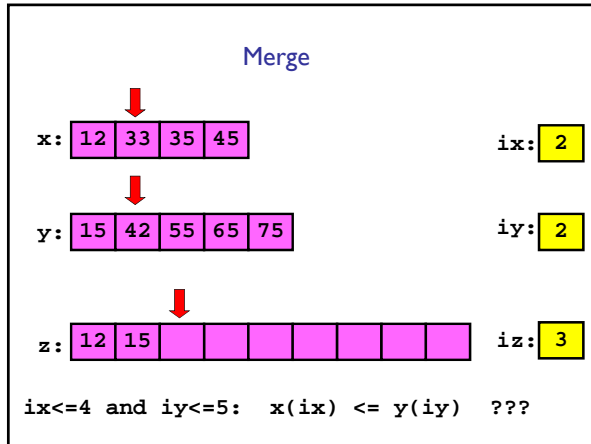 Merge
x: 12 33 35 45 ix: 2
y: 15 42 55 65 75 iy: 2
z: 12 15 iz: 3
ix<=4 and iy<=5: x(ix) <= y(iy) ???